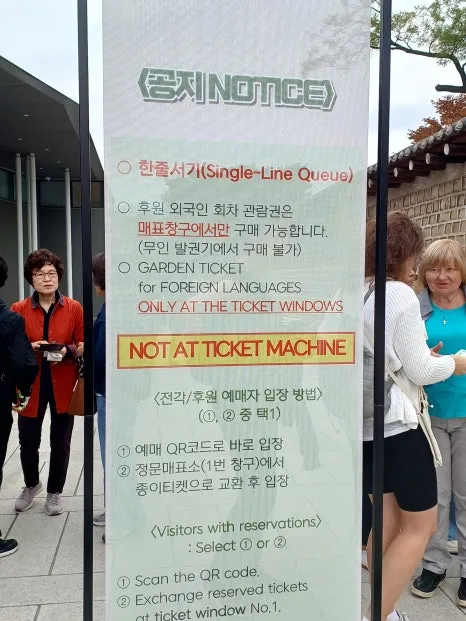 〈공지 NOTICE〉
○ 한줄서기(Single-Line Queue)
○ 후원 외국인 회차 관람권은
매표창구에서만 구매 가능합니다.
(무인 발권기에서 구매 불가)
○ GARDEN TICKET
for FOREIGN LANGUAGES
ONLY AT THE TICKET WINDOWS
NOT AT TICKET MACHINE
〈전각/후원 예매자 입장 방법〉
(①, ② 중 택1)
① 예매 QR코드로 바로 입장
② 정문매표소(1번 창구)에서
종이티켓으로 교환 후 입장
〈Visitors with reservations〉
: Select ① or ②
① Scan the QR code.
② Exchange reserved tickets
at ticket window No.1.